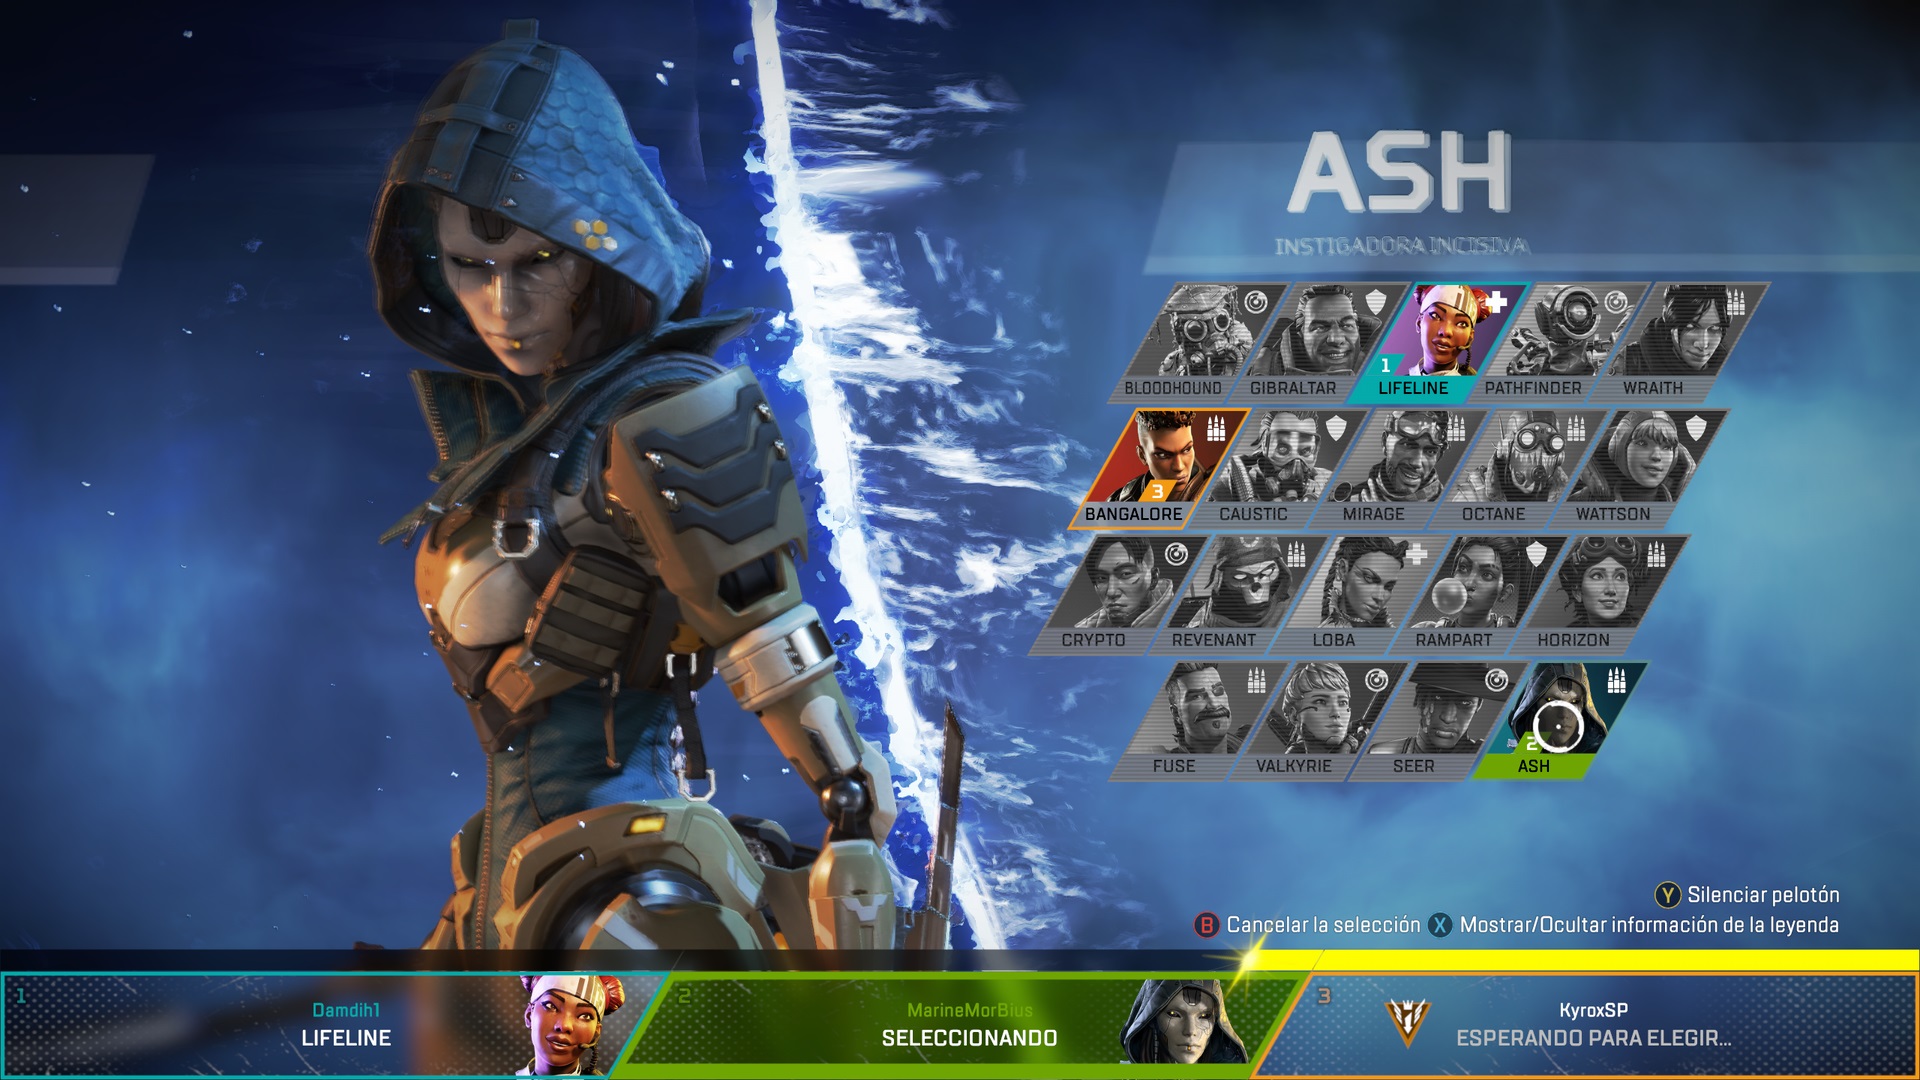 ASH
INSTIGADORA INCISIVA
BLOODHOUND GIBRALTAR 1 LIFELINE PATHFINDER WRAITH
3 BANGALORE CAUSTIC MIRAGE OCTANE WATTSON
CRYPTO REVENANT LOBA RAMPART HORIZON
FUSE VALKYRIE SEER 2 ASH
Y Silenciar pelotón
B Cancelar la selección X Mostrar/Ocultar información de la leyenda
1 Damdih1
LIFELINE
2 MarineMorBius
SELECCIONANDO
3 KyroxSP
ESPERANDO PARA ELEGIR...